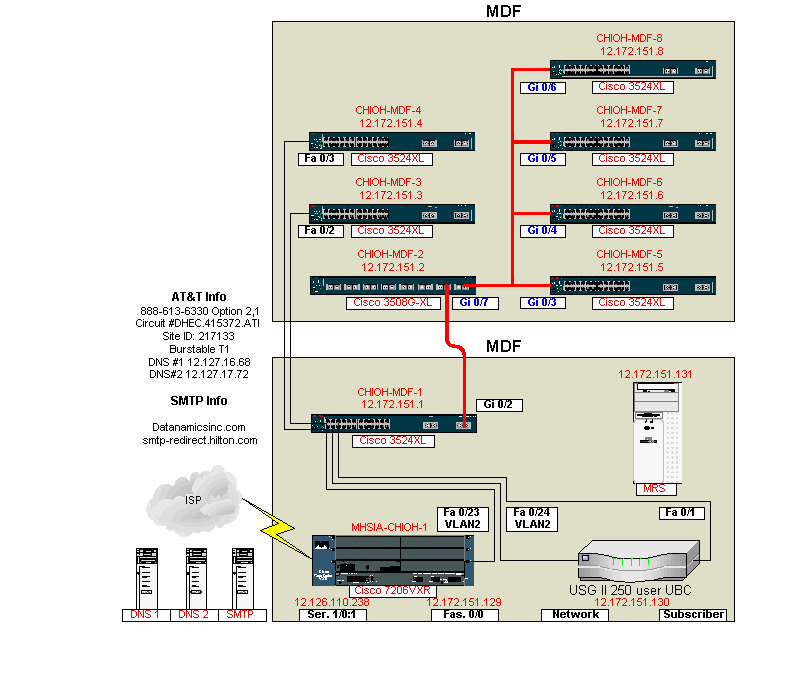 MDF
CHIOH-MDF-8
12.172.151.8
Gi 0/6
Cisco 3524XL
CHIOH-MDF-4
12.172.151.4
Fa 0/3
Cisco 3524XL
CHIOH-MDF-7
12.172.151.7
Gi 0/5
Cisco 3524XL
CHIOH-MDF-3
12.172.151.3
Fa 0/2
Cisco 3524XL
CHIOH-MDF-6
12.172.151.6
Gi 0/4
Cisco 3524XL
CHIOH-MDF-2
12.172.151.2
Cisco 3508G-XL
Gi 0/7
CHIOH-MDF-5
12.172.151.5
Gi 0/3
Cisco 3524XL
AT&T Info
888-613-6330 Option 2,1
Circuit #DHEC.415372.ATI
Site ID: 217133
Burstable T1
DNS #1 12.127.16.68
DNS#2 12.127.17.72
SMTP Info
Datanamicsinc.com
smtp-redirect.hilton.com
MDF
CHIOH-MDF-1
12.172.151.1
Gi 0/2
Cisco 3524XL
12.172.151.131
MRS
ISP
Fa 0/23
VLAN2
Fa 0/24
VLAN2
Fa 0/1
MHSIA-CHIOH-1
Cisco 7206VXR
USG II 250 user UBC
12.126.110.238
12.172.151.129
12.172.151.130
DNS 1
DNS 2
SMTP
Ser. 1/0:1
Fas. 0/0
Network
Subscriber